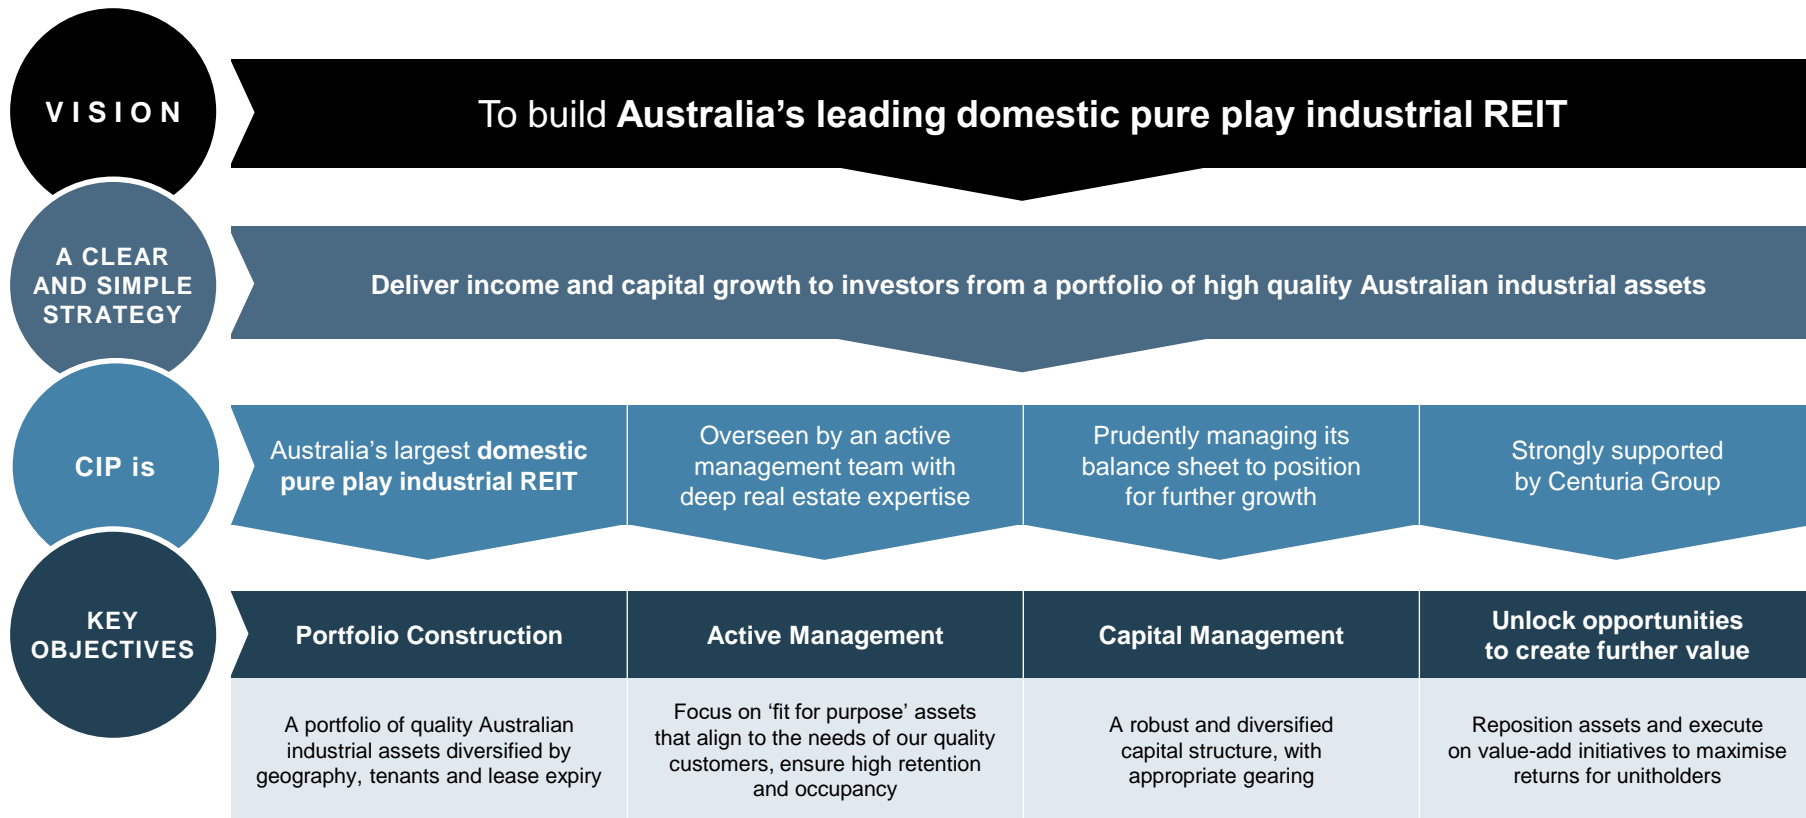 VISION
To build Australia’s leading domestic pure play industrial REIT
A CLEAR
AND SIMPLE
STRATEGY
Deliver income and capital growth to investors from a portfolio of high quality Australian industrial assets
CIP is
Australia’s largest domestic
pure play industrial REIT
Overseen by an active
management team with
deep real estate expertise
Prudently managing its
balance sheet to position
for further growth
Strongly supported
by Centuria Group
KEY
OBJECTIVES
Portfolio Construction
Active Management
Capital Management
Unlock opportunities
to create further value
A portfolio of quality Australian
industrial assets diversified by
geography, tenants and lease expiry
Focus on ‘fit for purpose’ assets
that align to the needs of our quality
customers, ensure high retention
and occupancy
A robust and diversified
capital structure, with
appropriate gearing
Reposition assets and execute
on value-add initiatives to maximise
returns for unitholders